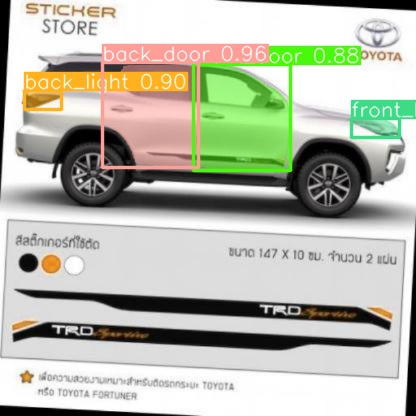 STICKER
STORE
TOYOTA
back_door 0.96
oor 0.88
back_light 0.90
front_
สีสติ๊กเกอร์ที่ใช้ตัด
ขนาด 147 X 10 ซม. จำนวน 2 แผ่น
TRD Sportivo
TRD Sportivo
เพื่อความสวยงามเหมาะสำหรับติดรถกระบะ TOYOTA
หรือ TOYOTA FORTUNER